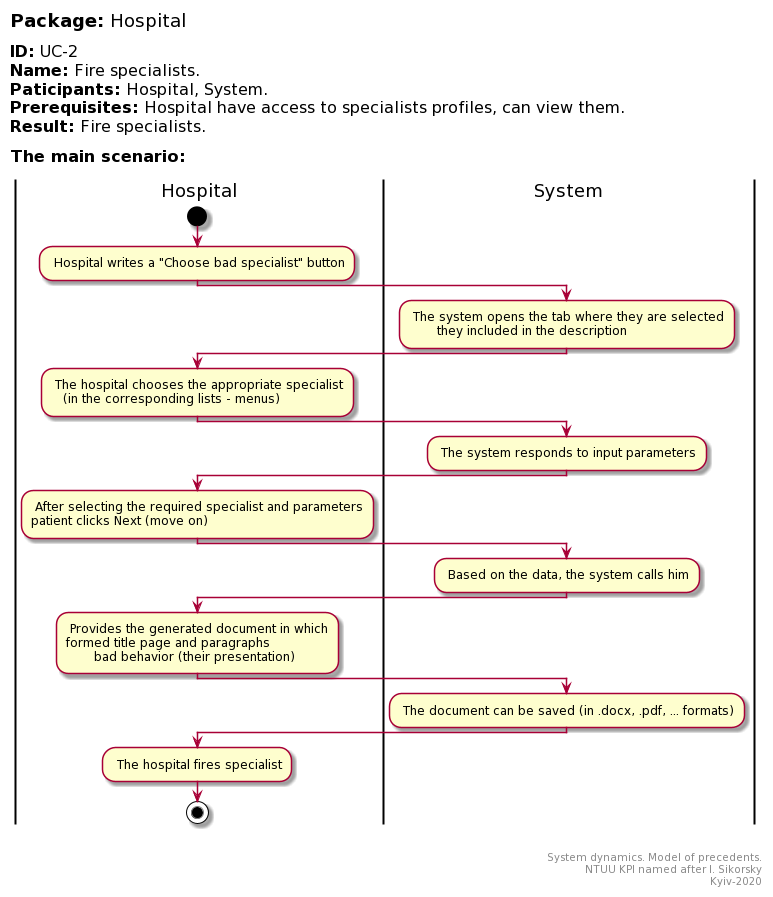 Package: Hospital
ID: UC-2
Name: Fire specialists.
Paticipants: Hospital, System.
Prerequisites: Hospital have access to specialists profiles, can view them.
Result: Fire specialists.
The main scenario:
Hospital
System
Hospital writes a "Choose bad specialist" button
The system opens the tab where they are selected
they included in the description
The hospital chooses the appropriate specialist
(in the corresponding lists - menus)
The system responds to input parameters
After selecting the required specialist and parameters
patient clicks Next (move on)
Based on the data, the system calls him
Provides the generated document in which
formed title page and paragraphs
bad behavior (their presentation)
The document can be saved (in .docx, .pdf, ... formats)
The hospital fires specialist
System dynamics. Model of precedents.
NTUU KPI named after I. Sikorsky
Kyiv-2020